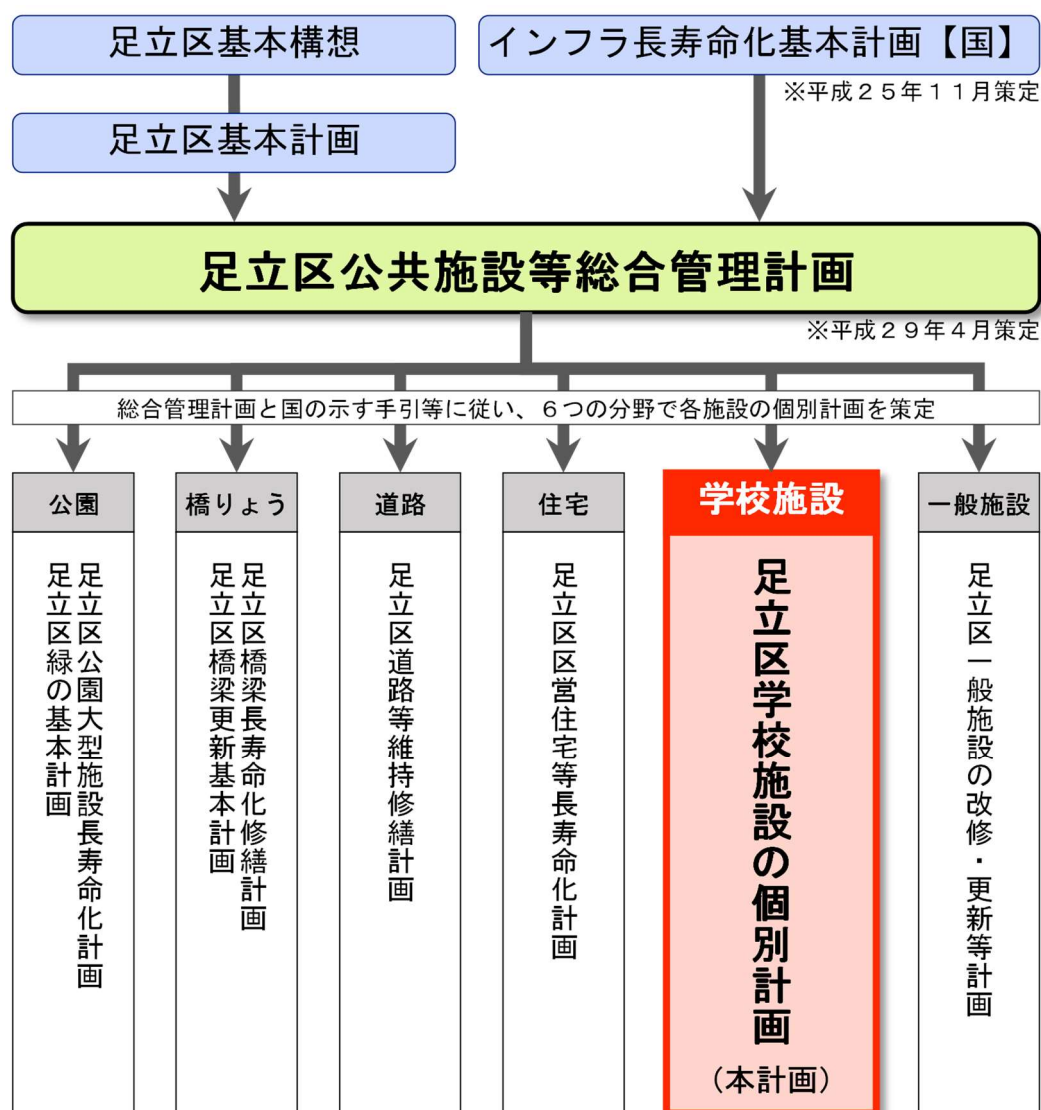 足立区基本構想
インフラ長寿命化基本計画【国】
※平成２５年１１月策定
足立区基本計画
足立区公共施設等総合管理計画
※平成２９年４月策定
総合管理計画と国の示す手引等に従い、６つの分野で各施設の個別計画を策定
公園
足立区公園大型施設長寿命化計画
足立区緑の基本計画
橋りょう
足立区橋梁長寿命化修繕計画
足立区橋梁更新基本計画
道路
足立区道路等維持修繕計画
住宅
足立区区営住宅等長寿命化計画
学校施設
足立区学校施設の個別計画
（本計画）
一般施設
足立区一般施設の改修・更新等計画